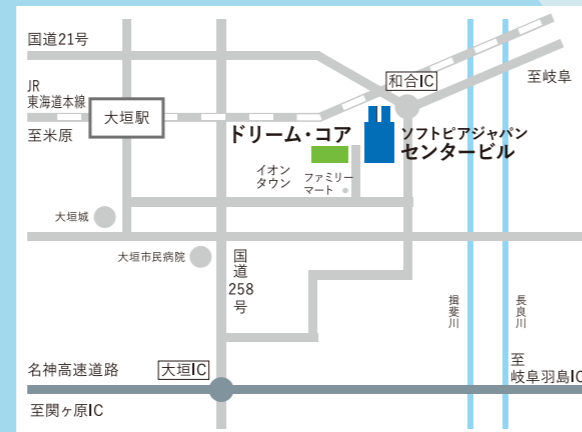 国道21号
和合IC
至岐阜
JR
東海道本線
大垣駅
至米原
ドリーム・コア
ソフトピアジャパン
センタービル
イオン
タウン
ファミリー
マート
大垣城
大垣市民病院
国道258号
揖斐川
長良川
名神高速道路
大垣IC
至
岐阜羽島IC
至関ヶ原IC